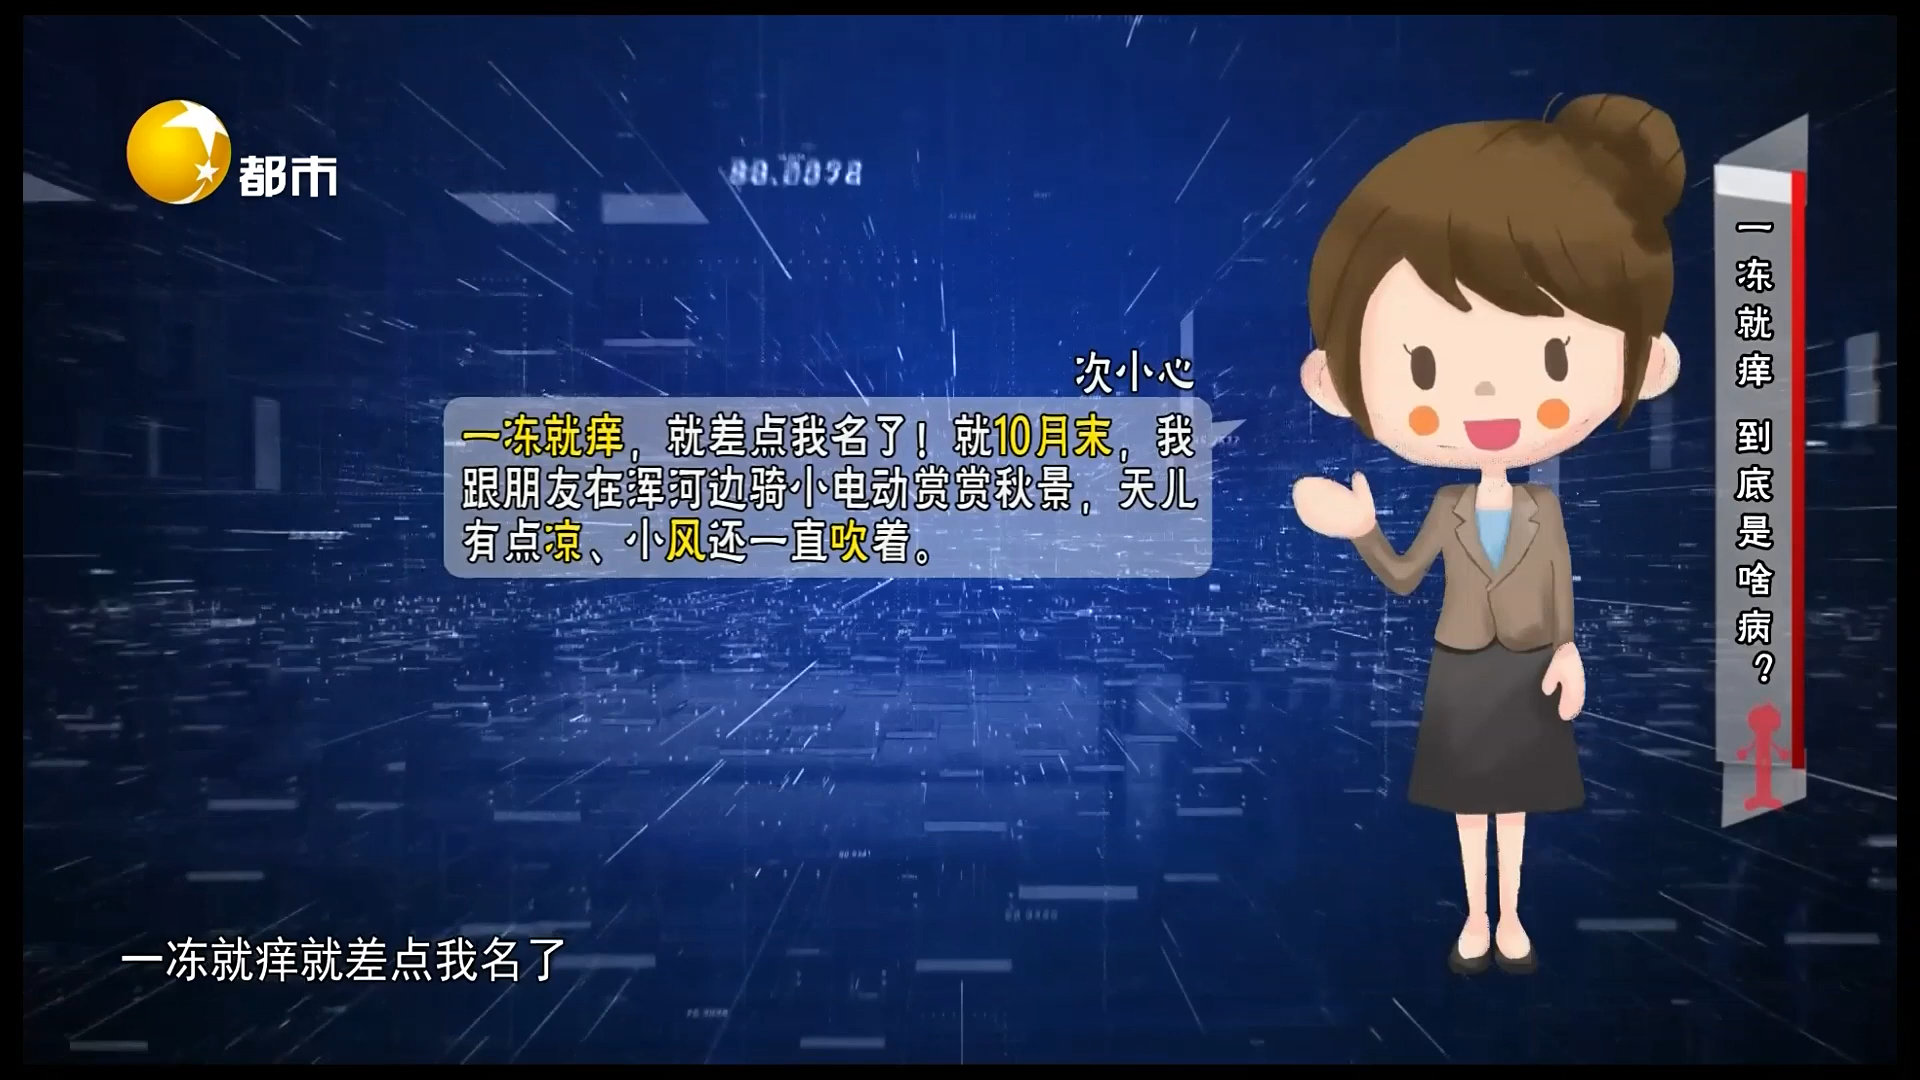 都市
80.0098
次小心
一冻就痒，就差点我名了！就10月末，我
跟朋友在浑河边骑小电动赏赏秋景，天儿
有点凉、小风还一直吹着。
一冻就痒 到底是啥病？
一冻就痒就差点我名了